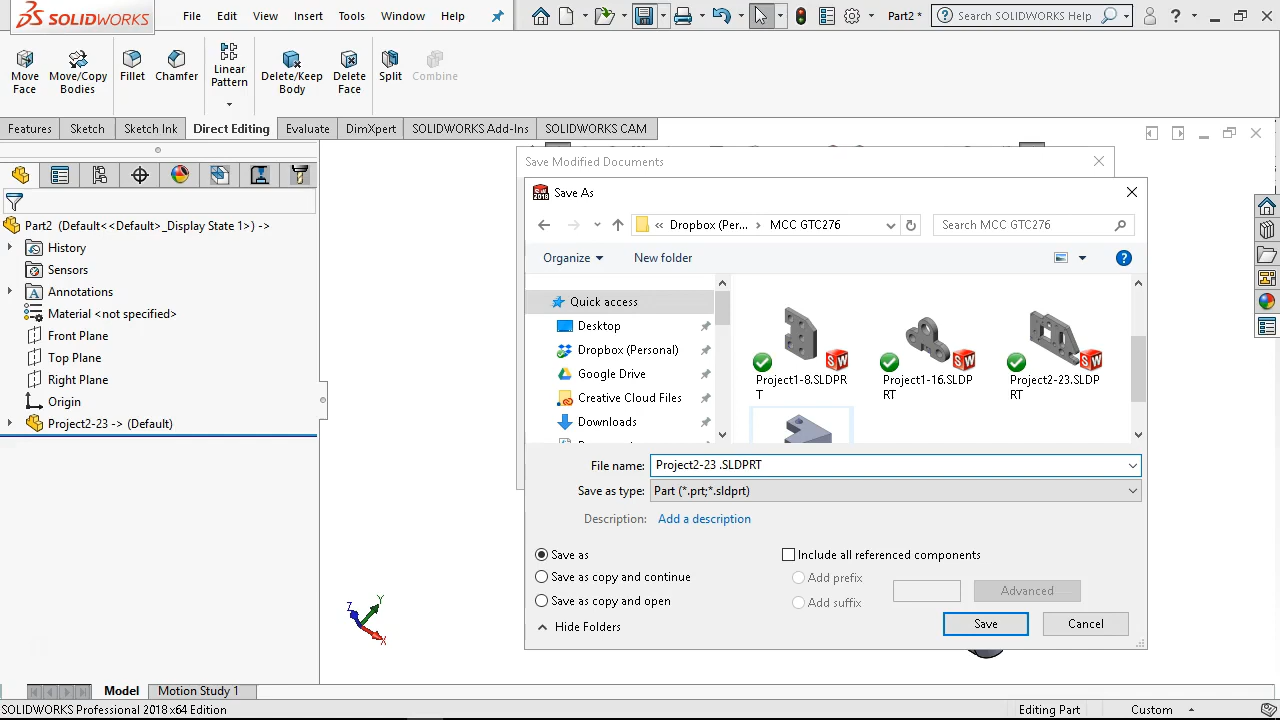 SOLIDWORKS File Edit View Insert Tools Window Help Part2 * Search SOLIDWORKS Help
Move Face
Move/Copy Bodies
Fillet
Chamfer
Linear Pattern
Delete/Keep Body
Delete Face
Split
Combine
Features Sketch Sketch Ink Direct Editing Evaluate DimXpert SOLIDWORKS Add-Ins SOLIDWORKS CAM
Part2 (Default<<Default>_Display State 1>) ->
History
Sensors
Annotations
Material <not specified>
Front Plane
Top Plane
Right Plane
Origin
Project2-23 -> (Default)
Save Modified Documents
Save As
« Dropbox (Per... › MCC GTC276
Search MCC GTC276
Organize
New folder
Quick access
Desktop
Dropbox (Personal)
Google Drive
Creative Cloud Files
Downloads
Project1-8.SLDPR
T
Project1-16.SLDP
RT
Project2-23.SLDP
RT
File name: Project2-23 .SLDPRT
Save as type: Part (*.prt;*.sldprt)
Description: Add a description
Save as
Save as copy and continue
Save as copy and open
Include all referenced components
Add prefix
Add suffix
Advanced
Hide Folders
Save
Cancel
Z
Y
X
Model Motion Study 1
SOLIDWORKS Professional 2018 x64 Edition Editing Part Custom